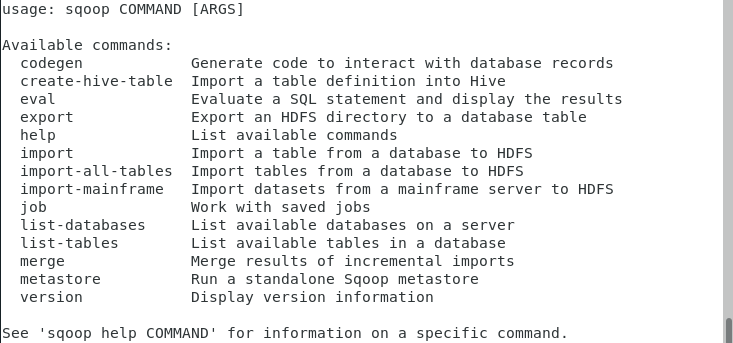 usage: sqoop COMMAND [ARGS]

Available commands:
  codegen            Generate code to interact with database records
  create-hive-table  Import a table definition into Hive
  eval               Evaluate a SQL statement and display the results
  export             Export an HDFS directory to a database table
  help               List available commands
  import             Import a table from a database to HDFS
  import-all-tables  Import tables from a database to HDFS
  import-mainframe   Import datasets from a mainframe server to HDFS
  job                Work with saved jobs
  list-databases     List available databases on a server
  list-tables        List available tables in a database
  merge              Merge results of incremental imports
  metastore          Run a standalone Sqoop metastore
  version            Display version information

See 'sqoop help COMMAND' for information on a specific command.